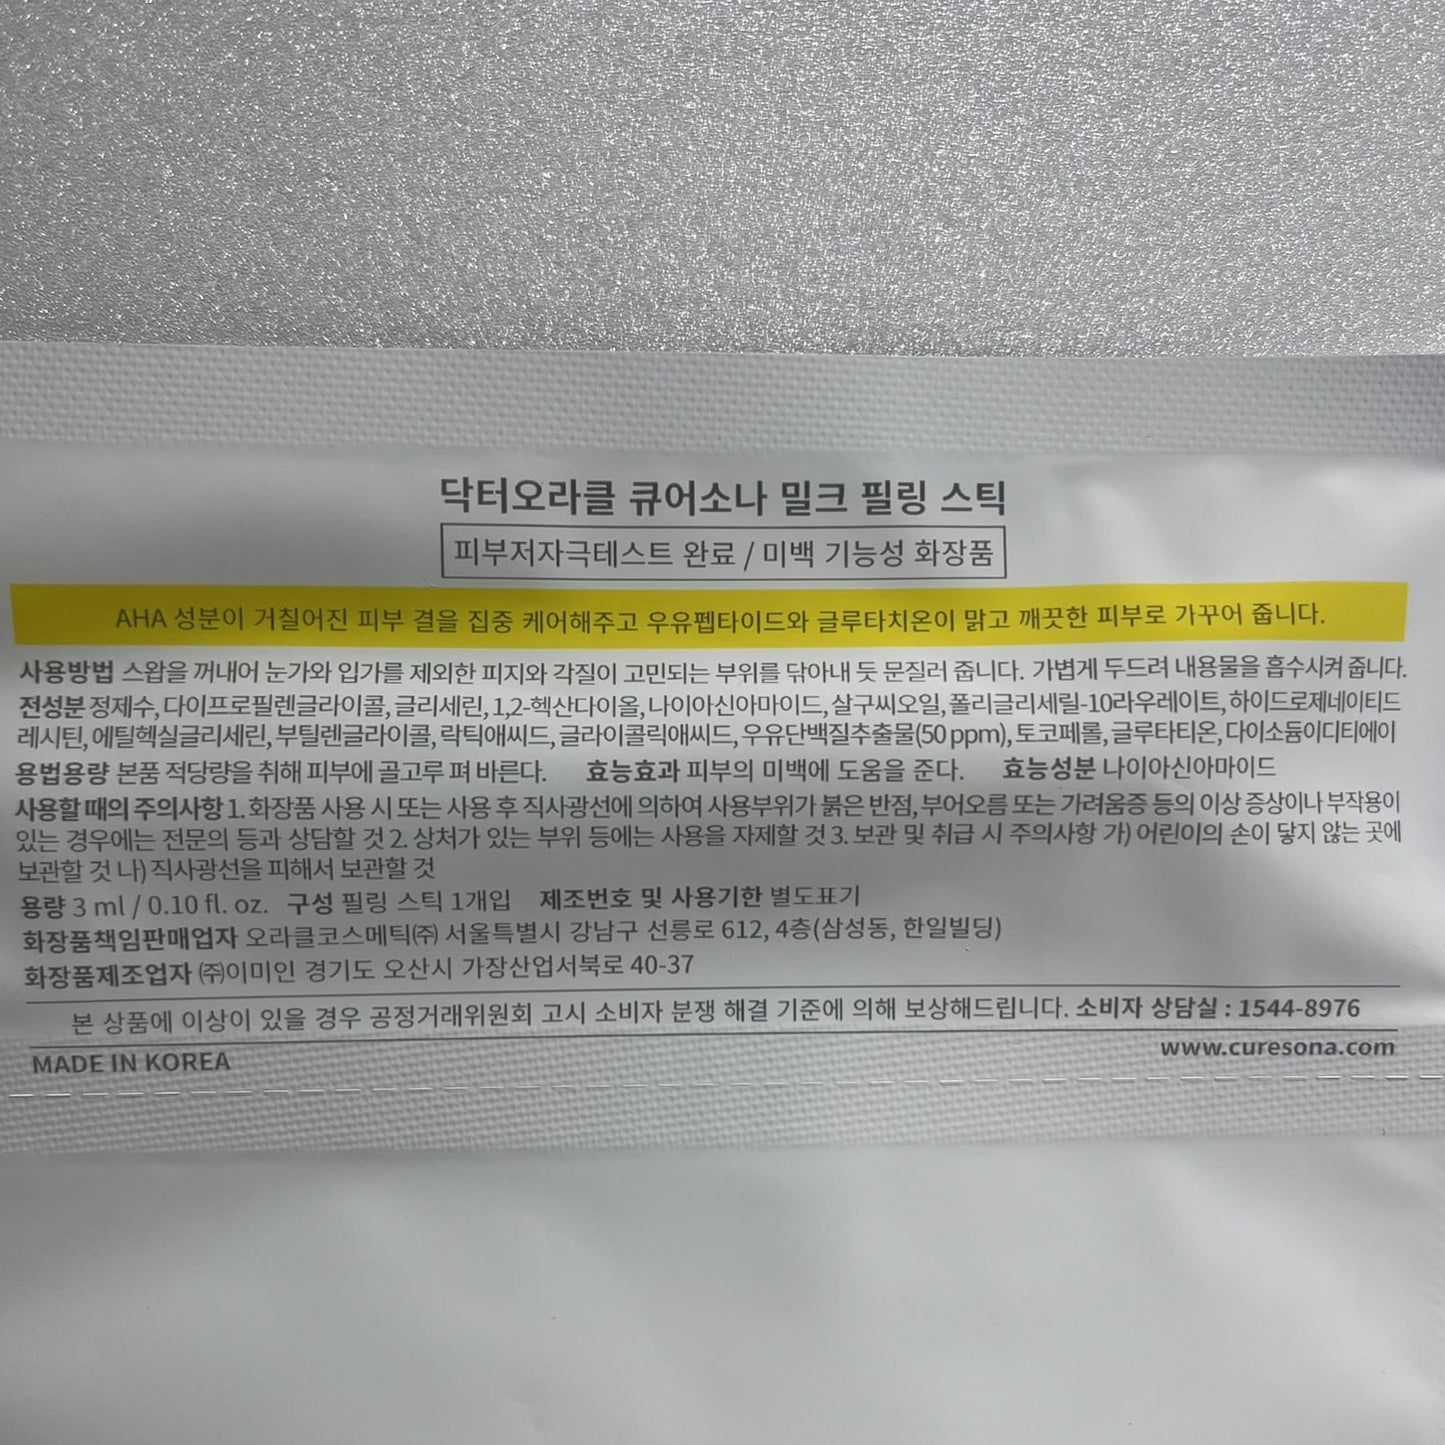 닥터오라클 큐어소나 밀크 필링 스틱
피부저자극테스트 완료 / 미백 기능성 화장품
AHA 성분이 거칠어진 피부 결을 집중 케어해주고 우유펩타이드와 글루타치온이 맑고 깨끗한 피부로 가꾸어 줍니다.
사용방법 스왑을 꺼내어 눈가와 입가를 제외한 피지와 각질이 고민되는 부위를 닦아내 듯 문질러 줍니다. 가볍게 두드려 내용물을 흡수시켜 줍니다.
전성분 정제수, 다이프로필렌글라이콜, 글리세린, 1,2-헥산다이올, 나이아신아마이드, 살구씨오일, 폴리글리세릴-10라우레이트, 하이드로제네이티드
레시틴, 에틸헥실글리세린, 부틸렌글라이콜, 락틱애씨드, 글라이콜릭애씨드, 우유단백질추출물(50 ppm), 토코페롤, 글루타티온, 다이소듐이디티에이
용법용량 본품 적당량을 취해 피부에 골고루 펴 바른다. 효능효과 피부의 미백에 도움을 준다. 효능성분 나이아신아마이드
사용할 때의 주의사항 1. 화장품 사용 시 또는 사용 후 직사광선에 의하여 사용부위가 붉은 반점, 부어오름 또는 가려움증 등의 이상 증상이나 부작용이
있는 경우에는 전문의 등과 상담할 것 2. 상처가 있는 부위 등에는 사용을 자제할 것 3. 보관 및 취급 시 주의사항 가) 어린이의 손이 닿지 않는 곳에
보관할 것 나) 직사광선을 피해서 보관할 것
용량 3 ml / 0.10 fl. oz. 구성 필링 스틱 1개입 제조번호 및 사용기한 별도표기
화장품책임판매업자 오라클코스메틱㈜ 서울특별시 강남구 선릉로 612, 4층(삼성동, 한일빌딩)
화장품제조업자 ㈜이미인 경기도 오산시 가장산업서북로 40-37
본 상품에 이상이 있을 경우 공정거래위원회 고시 소비자 분쟁 해결 기준에 의해 보상해드립니다. 소비자 상담실 : 1544-8976
MADE IN KOREA
www.curesona.com